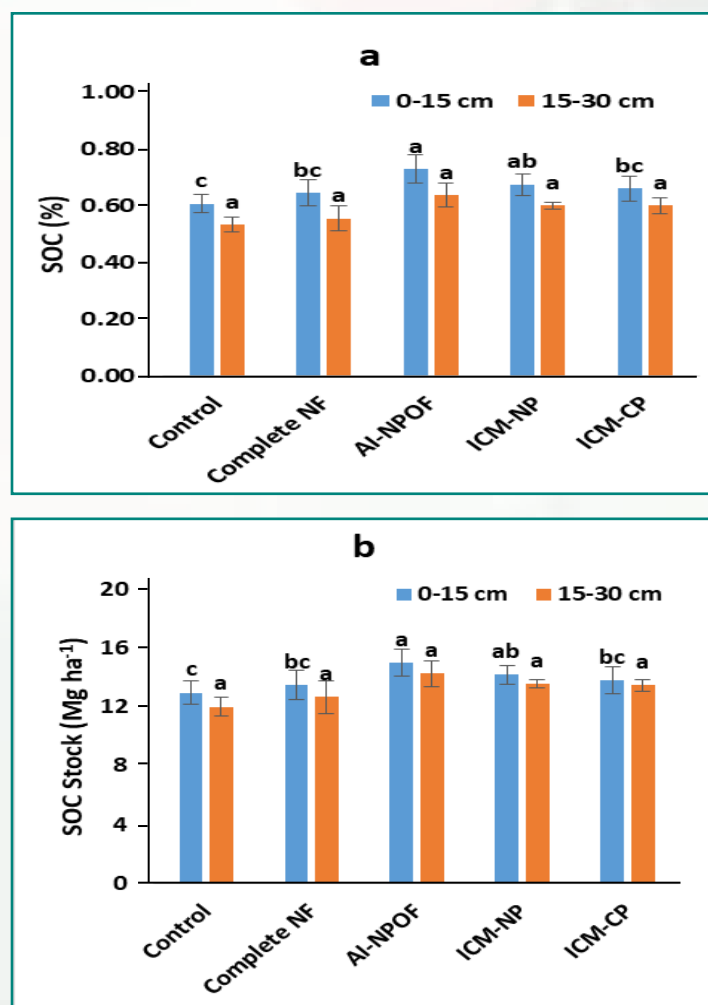 a
1.00
0-15 cm
15-30 cm
0.80
0.60
0.40
0.20
0.00
SOC (%)
c
a
bc
a
a
a
ab
a
bc
a
Control
Complete NF
AI-NPOF
ICM-NP
ICM-CP
b
20
0-15 cm
15-30 cm
16
12
8
4
0
SOC Stock (Mg ha⁻¹)
c
a
bc
a
a
a
ab
a
bc
a
Control
Complete NF
AI-NPOF
ICM-NP
ICM-CP